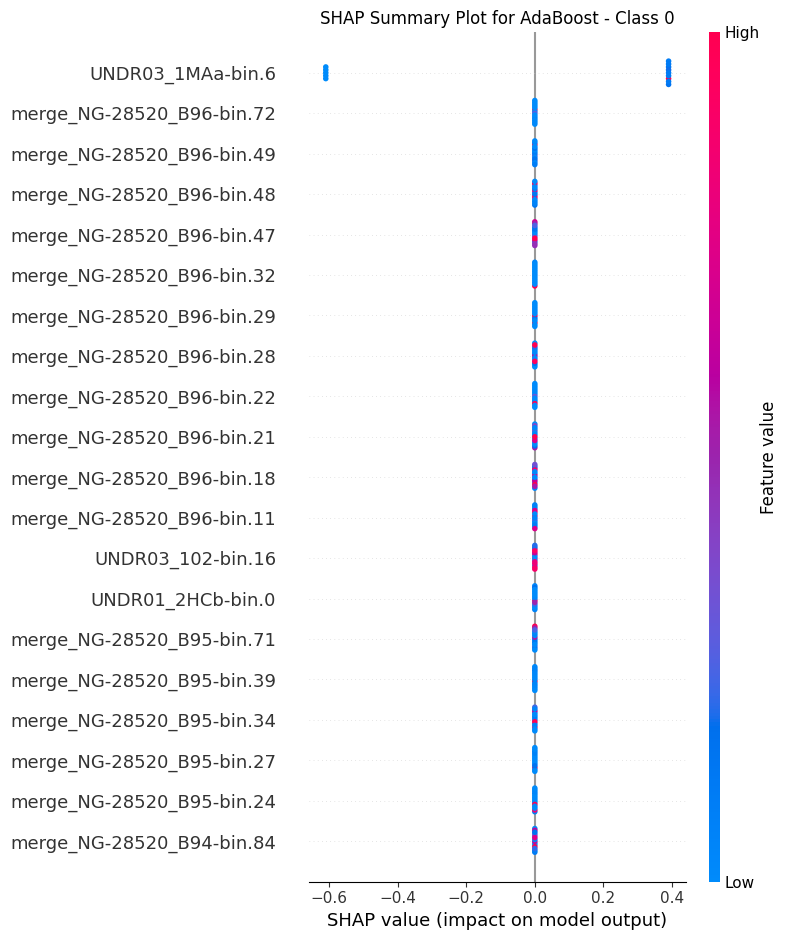 SHAP Summary Plot for AdaBoost - Class 0
High
UNDR03_1MAa-bin.6
merge_NG-28520_B96-bin.72
merge_NG-28520_B96-bin.49
merge_NG-28520_B96-bin.48
merge_NG-28520_B96-bin.47
merge_NG-28520_B96-bin.32
merge_NG-28520_B96-bin.29
merge_NG-28520_B96-bin.28
merge_NG-28520_B96-bin.22
merge_NG-28520_B96-bin.21
merge_NG-28520_B96-bin.18
merge_NG-28520_B96-bin.11
UNDR03_102-bin.16
UNDR01_2HCb-bin.0
merge_NG-28520_B95-bin.71
merge_NG-28520_B95-bin.39
merge_NG-28520_B95-bin.34
merge_NG-28520_B95-bin.27
merge_NG-28520_B95-bin.24
merge_NG-28520_B94-bin.84
Feature value
Low
−0.6 −0.4 −0.2 0.0 0.2 0.4
SHAP value (impact on model output)